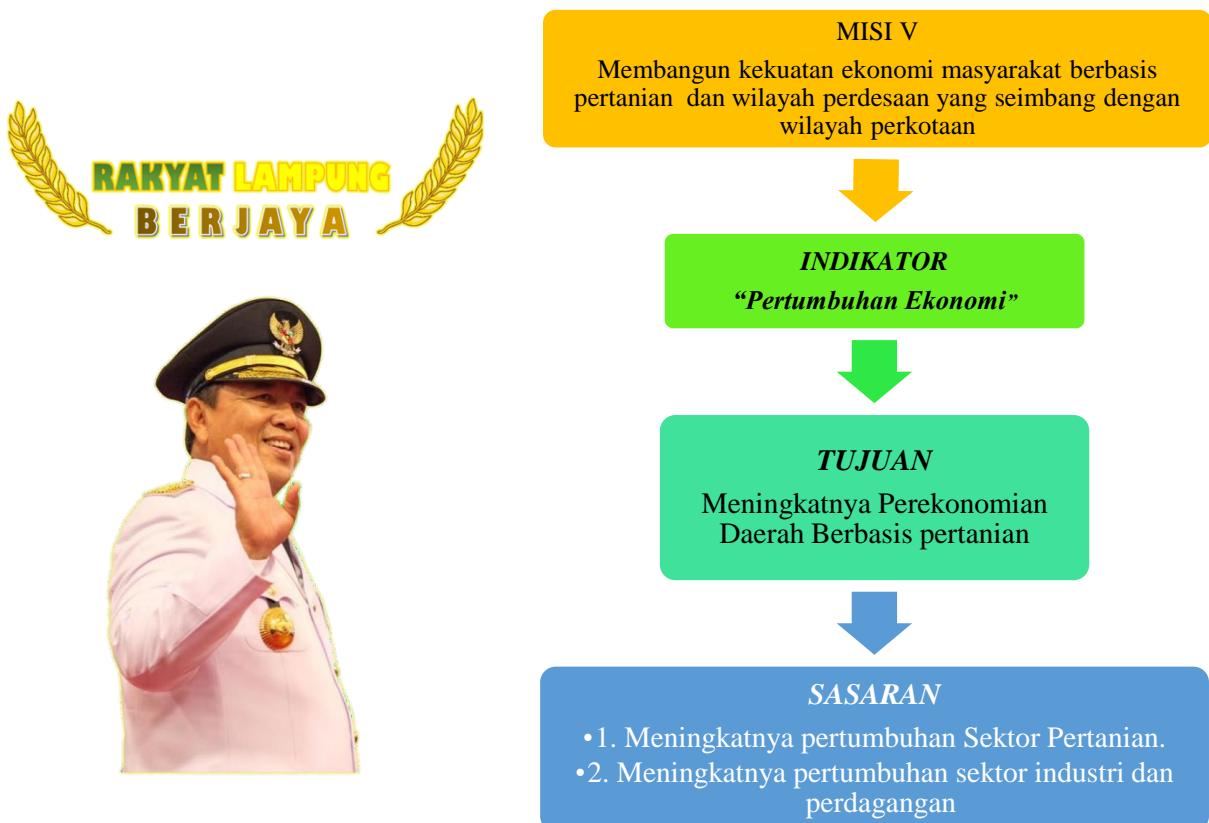 RAKYAT LAMPUNG
BERJAYA
MISI V
Membangun kekuatan ekonomi masyarakat berbasis
pertanian dan wilayah perdesaan yang seimbang dengan
wilayah perkotaan
INDIKATOR
“Pertumbuhan Ekonomi”
TUJUAN
Meningkatnya Perekonomian
Daerah Berbasis pertanian
SASARAN
•1. Meningkatnya pertumbuhan Sektor Pertanian.
•2. Meningkatnya pertumbuhan sektor industri dan
perdagangan